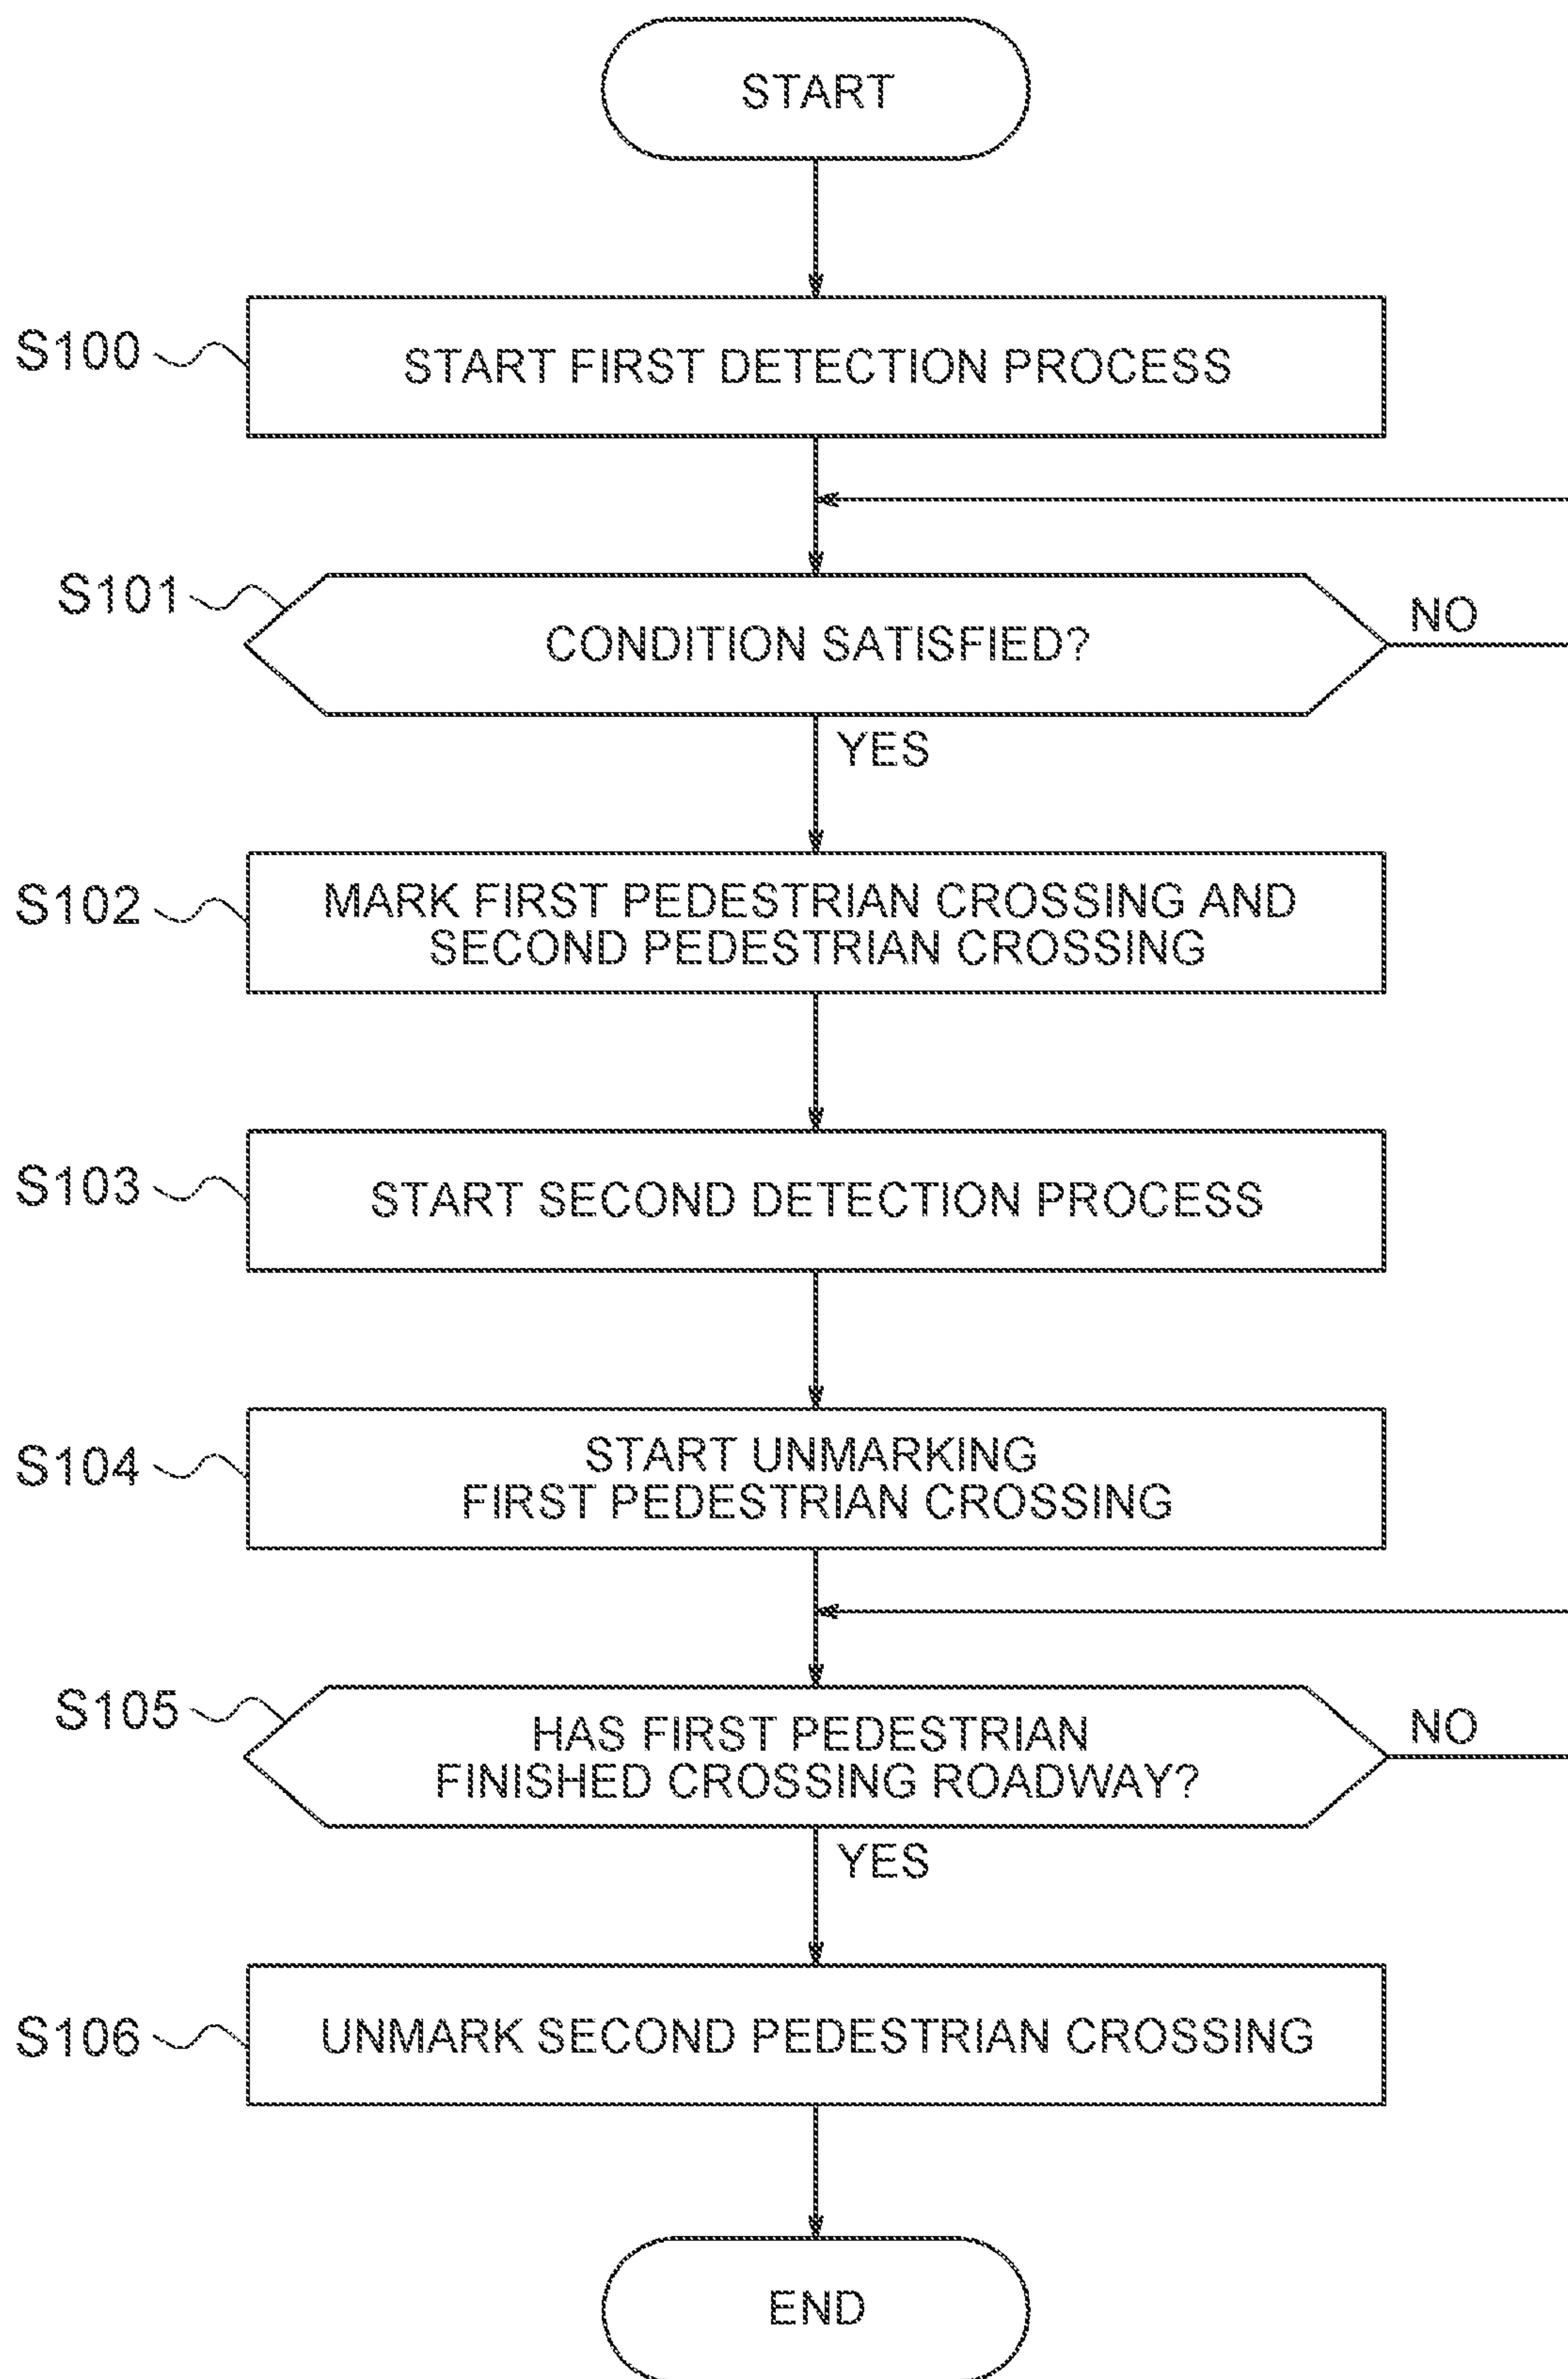 START
S100
START FIRST DETECTION PROCESS
S101
CONDITION SATISFIED?
NO
YES
S102
MARK FIRST PEDESTRIAN CROSSING AND
SECOND PEDESTRIAN CROSSING
S103
START SECOND DETECTION PROCESS
S104
START UNMARKING
FIRST PEDESTRIAN CROSSING
S105
HAS FIRST PEDESTRIAN
FINISHED CROSSING ROADWAY?
NO
YES
S106
UNMARK SECOND PEDESTRIAN CROSSING
END